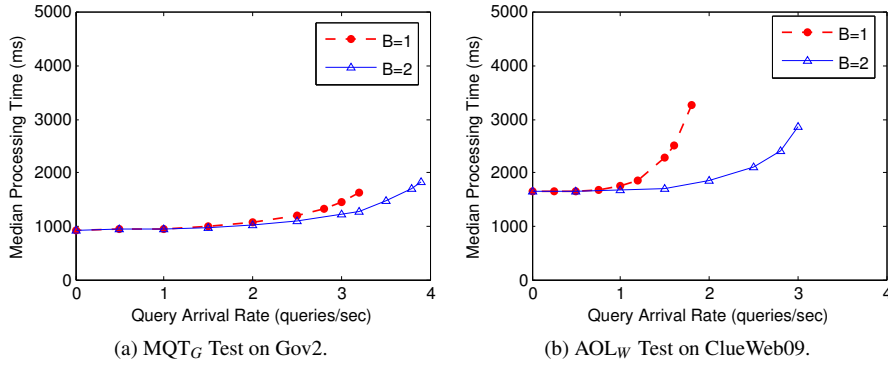 5000
4000
3000
2000
1000
0
Median Processing Time (ms)
B=1
B=2
0 1 2 3 4
Query Arrival Rate (queries/sec)
(a) MQT_G Test on Gov2.
5000
4000
3000
2000
1000
0
Median Processing Time (ms)
B=1
B=2
0 1 2 3 4
Query Arrival Rate (queries/sec)
(b) AOL_W Test on ClueWeb09.